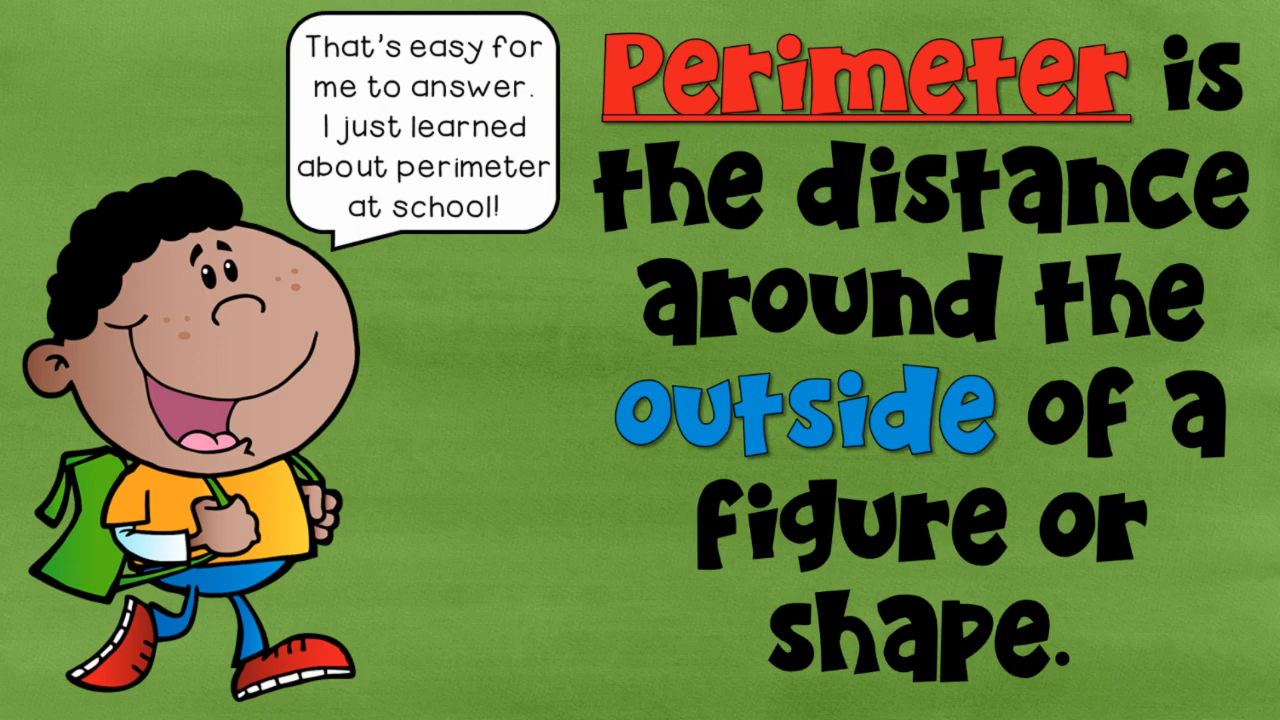 That's easy for
me to answer.
I just learned
about perimeter
at school!
Perimeter is
the distance
around the
outside of a
figure or
shape.